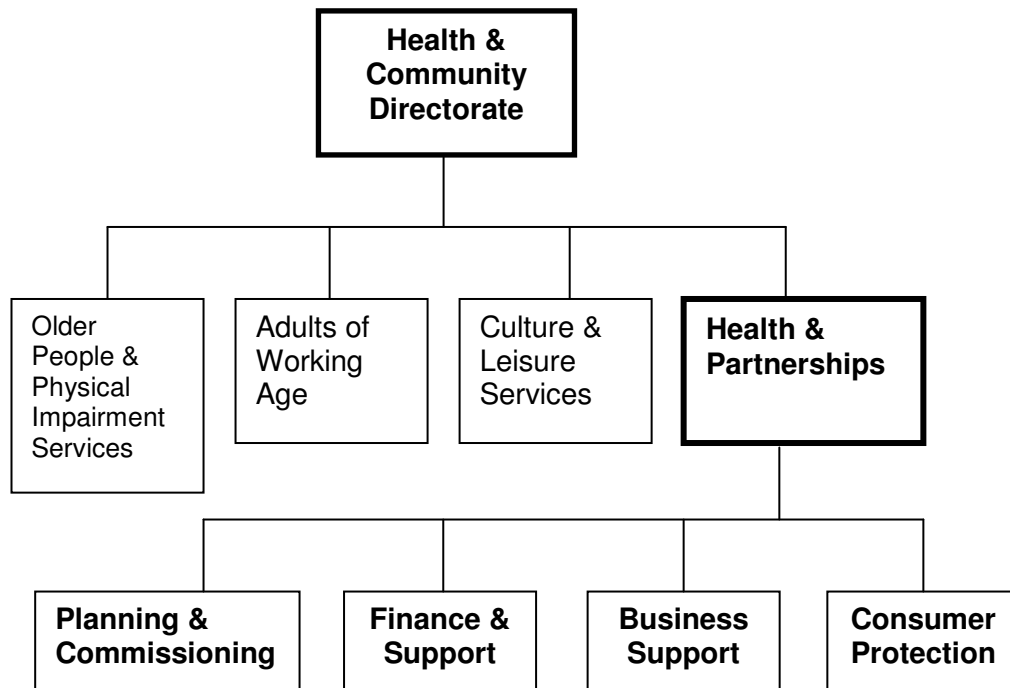 Health &
Community
Directorate
Older
People &
Physical
Impairment
Services
Adults of
Working
Age
Culture &
Leisure
Services
Health &
Partnerships
Planning &
Commissioning
Finance &
Support
Business
Support
Consumer
Protection